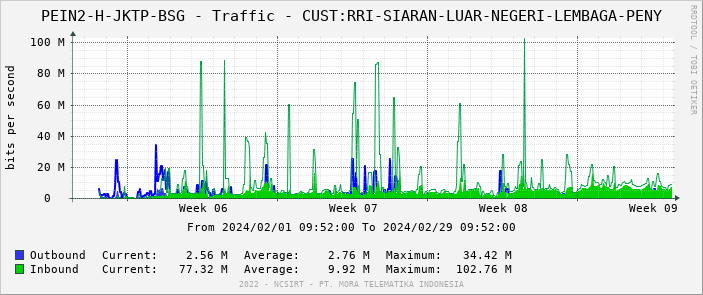 PEIN2-H-JKTP-BSG - Traffic - CUST:RRI-SIARAN-LUAR-NEGERI-LEMBAGA-PENY
RRDTOOL / TOBI OETIKER
bits per second
100 M
80 M
60 M
40 M
20 M
0
Week 06 Week 07 Week 08 Week 09
From 2024/02/01 09:52:00 To 2024/02/29 09:52:00
Outbound Current: 2.56 M Average: 2.76 M Maximum: 34.42 M
Inbound Current: 77.32 M Average: 9.92 M Maximum: 102.76 M
2022 - NCSIRT - PT. MORA TELEMATIKA INDONESIA